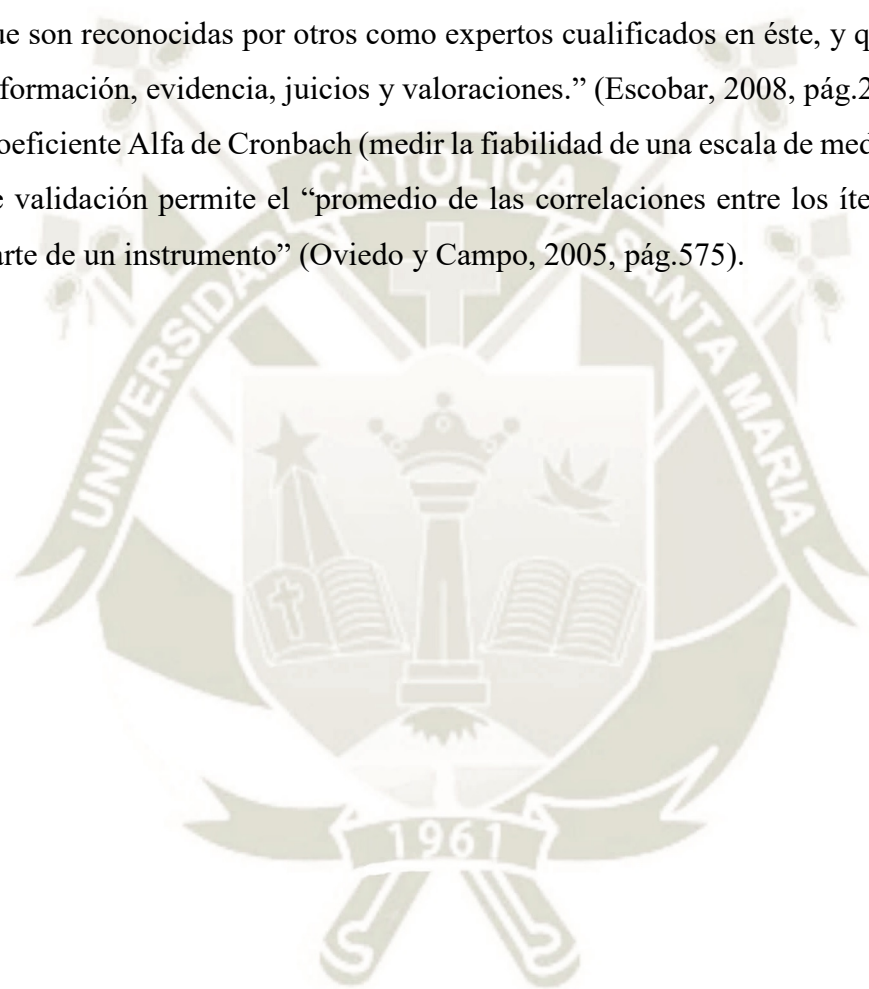 ue son reconocidas por otros como expertos cualificados en éste, y q
formación, evidencia, juicios y valoraciones.” (Escobar, 2008, pág.2
oeficiente Alfa de Cronbach (medir la fiabilidad de una escala de med
e validación permite el “promedio de las correlaciones entre los íte
arte de un instrumento” (Oviedo y Campo, 2005, pág.575).
CATÓLICA
UNIVERSIDAD
SANTA MARIA
1961